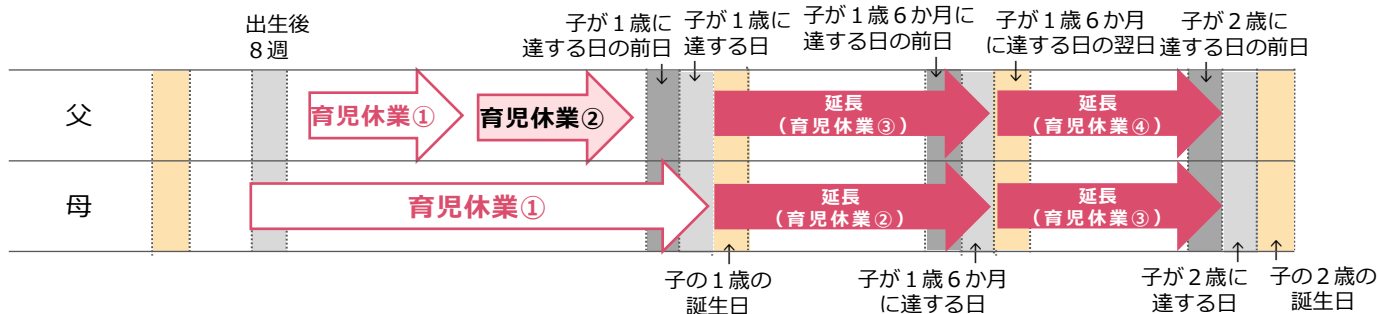 出生後
８週
子が１歳に
達する日の前日
子が１歳に
達する日
子が１歳６か月に
達する日の前日
子が１歳６か月
に達する日の翌日
子が２歳に
達する日の前日
父
育児休業①
育児休業②
延長
（育児休業③）
延長
（育児休業④）
母
育児休業①
延長
（育児休業②）
延長
（育児休業③）
子の１歳の
誕生日
子が１歳６か月
に達する日
子が２歳に
達する日
子の２歳の
誕生日